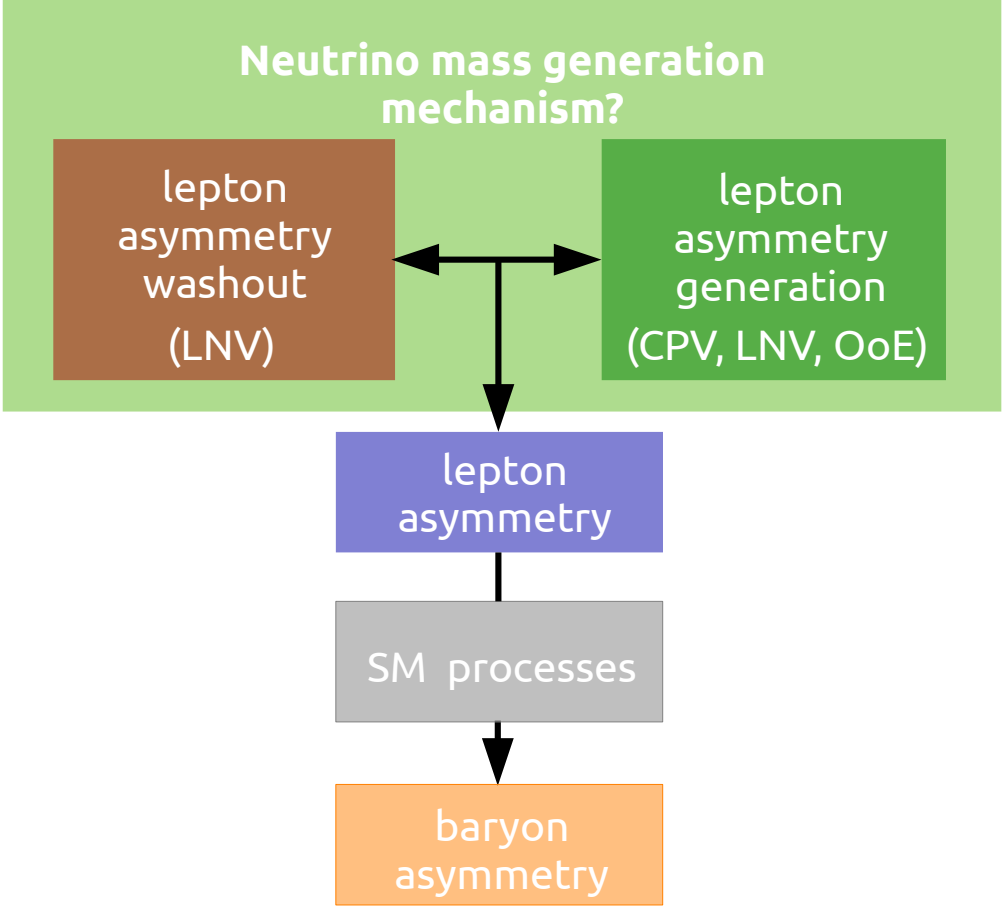 Neutrino mass generation
mechanism?
lepton
asymmetry
washout
(LNV)
lepton
asymmetry
generation
(CPV, LNV, OoE)
lepton
asymmetry
SM processes
baryon
asymmetry